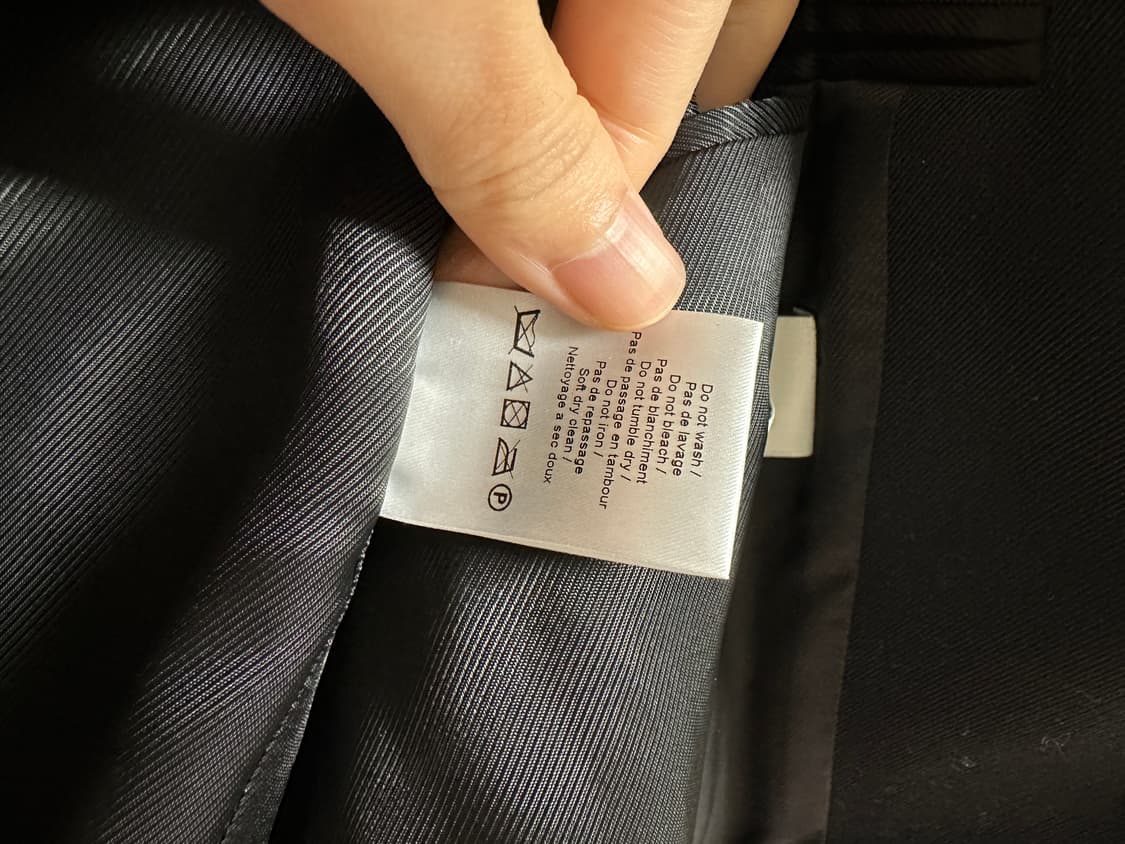 Do not wash /
Pas de lavage
Do not bleach /
Pas de blanchiment
Do not tumble dry /
Pas de passage en tambour
Do not iron /
Pas de repassage
Soft dry clean /
Nettoyage a sec doux
P